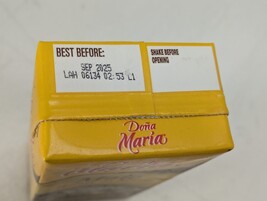 BEST BEFORE:
SEP 2025
LAH 06134 02:53 L1
SHAKE BEFORE
OPENING
Doña
María